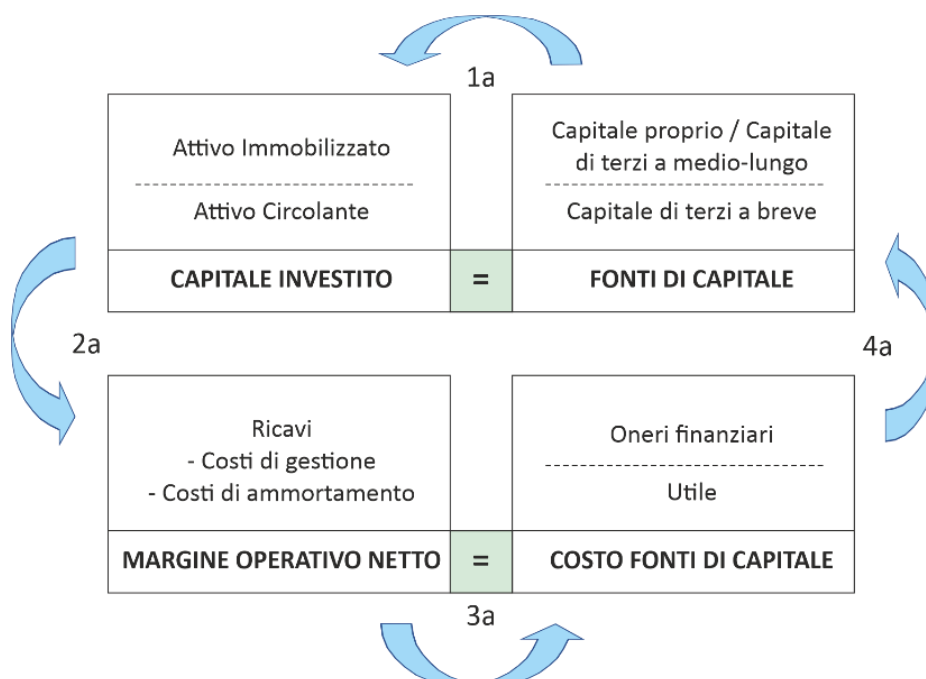 1a
Attivo Immobilizzato
Attivo Circolante
CAPITALE INVESTITO
=
Capitale proprio / Capitale
di terzi a medio-lungo
Capitale di terzi a breve
FONTI DI CAPITALE
2a
4a
Ricavi
- Costi di gestione
- Costi di ammortamento
MARGINE OPERATIVO NETTO
=
Oneri finanziari
Utile
COSTO FONTI DI CAPITALE
3a